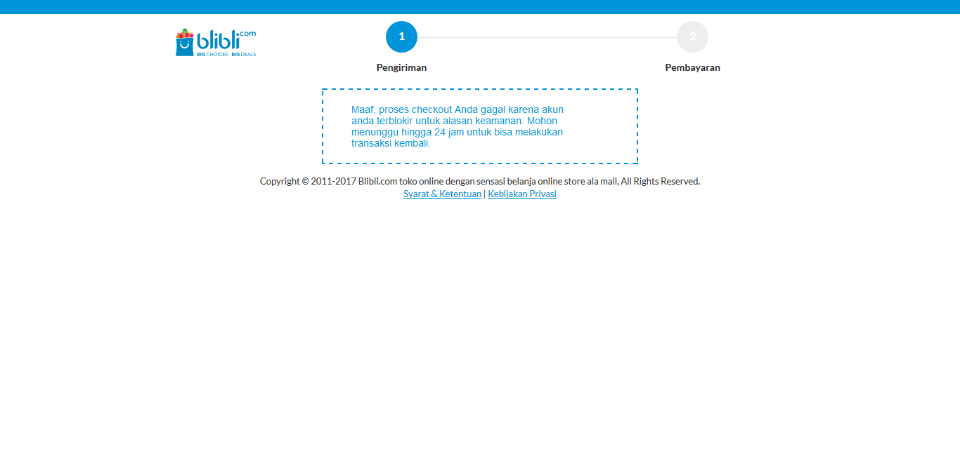 blibli.com
BIG CHOICES BIG DEALS
1
2
Pengiriman
Pembayaran
Maaf, proses checkout Anda gagal karena akun
anda terblokir untuk alasan keamanan. Mohon
menunggu hingga 24 jam untuk bisa melakukan
transaksi kembali.
Copyright © 2011-2017 Blibli.com toko online dengan sensasi belanja online store ala mall, All Rights Reserved.
Syarat & Ketentuan | Kebijakan Privasi